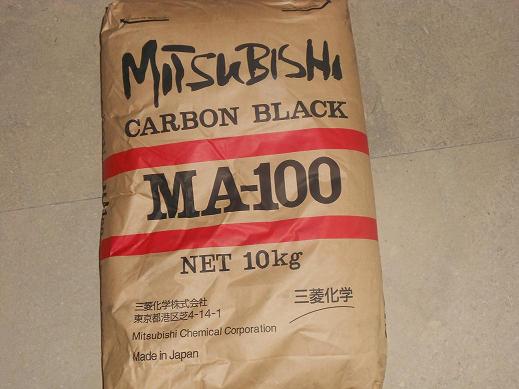 MITSUBISHI
CARBON BLACK
MA-100
NET 10kg
三菱化学株式会社
東京都港区芝4-14-1
三菱化学
Mitsubishi Chemical Corporation
Made in Japan